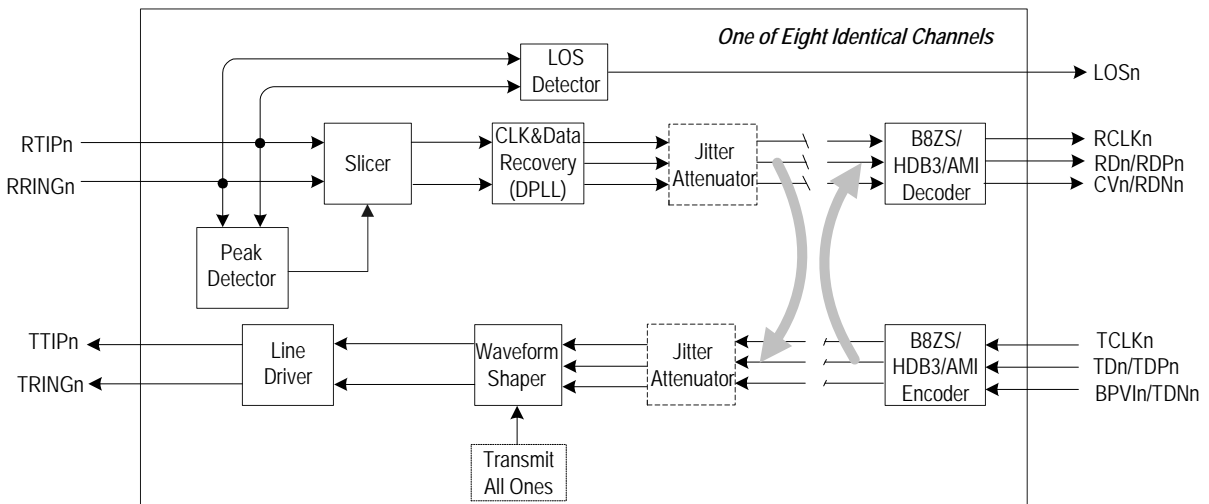 One of Eight Identical Channels
LOS
Detector
LOSn
RTIPn
RRINGn
Slicer
CLK&Data
Recovery
(DPLL)
Jitter
Attenuator
B8ZS/
HDB3/AMI
Decoder
RCLKn
RDn/RDPn
CVn/RDNn
Peak
Detector
TTIPn
TRINGn
Line
Driver
Waveform
Shaper
Jitter
Attenuator
B8ZS/
HDB3/AMI
Encoder
TCLKn
TDn/TDPn
BPVIn/TDNn
Transmit
All Ones